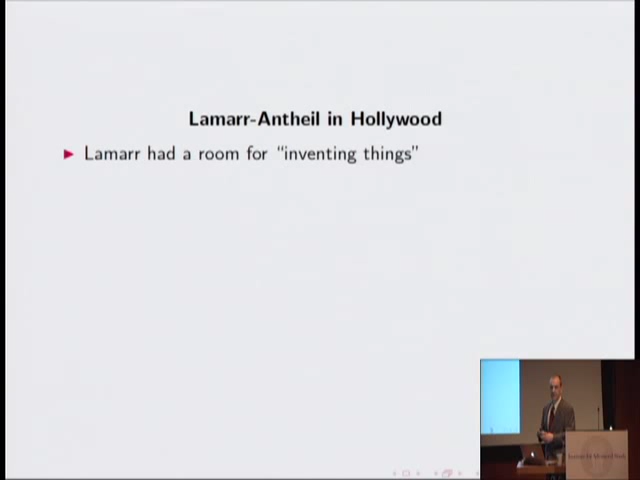 Lamarr-Antheil in Hollywood
Lamarr had a room for “inventing things”